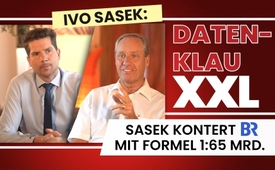 IVO SASEK:
DATEN-
KLAU
XXL
SASEK KONTERT BR
MIT FORMEL 1:65 MRD.